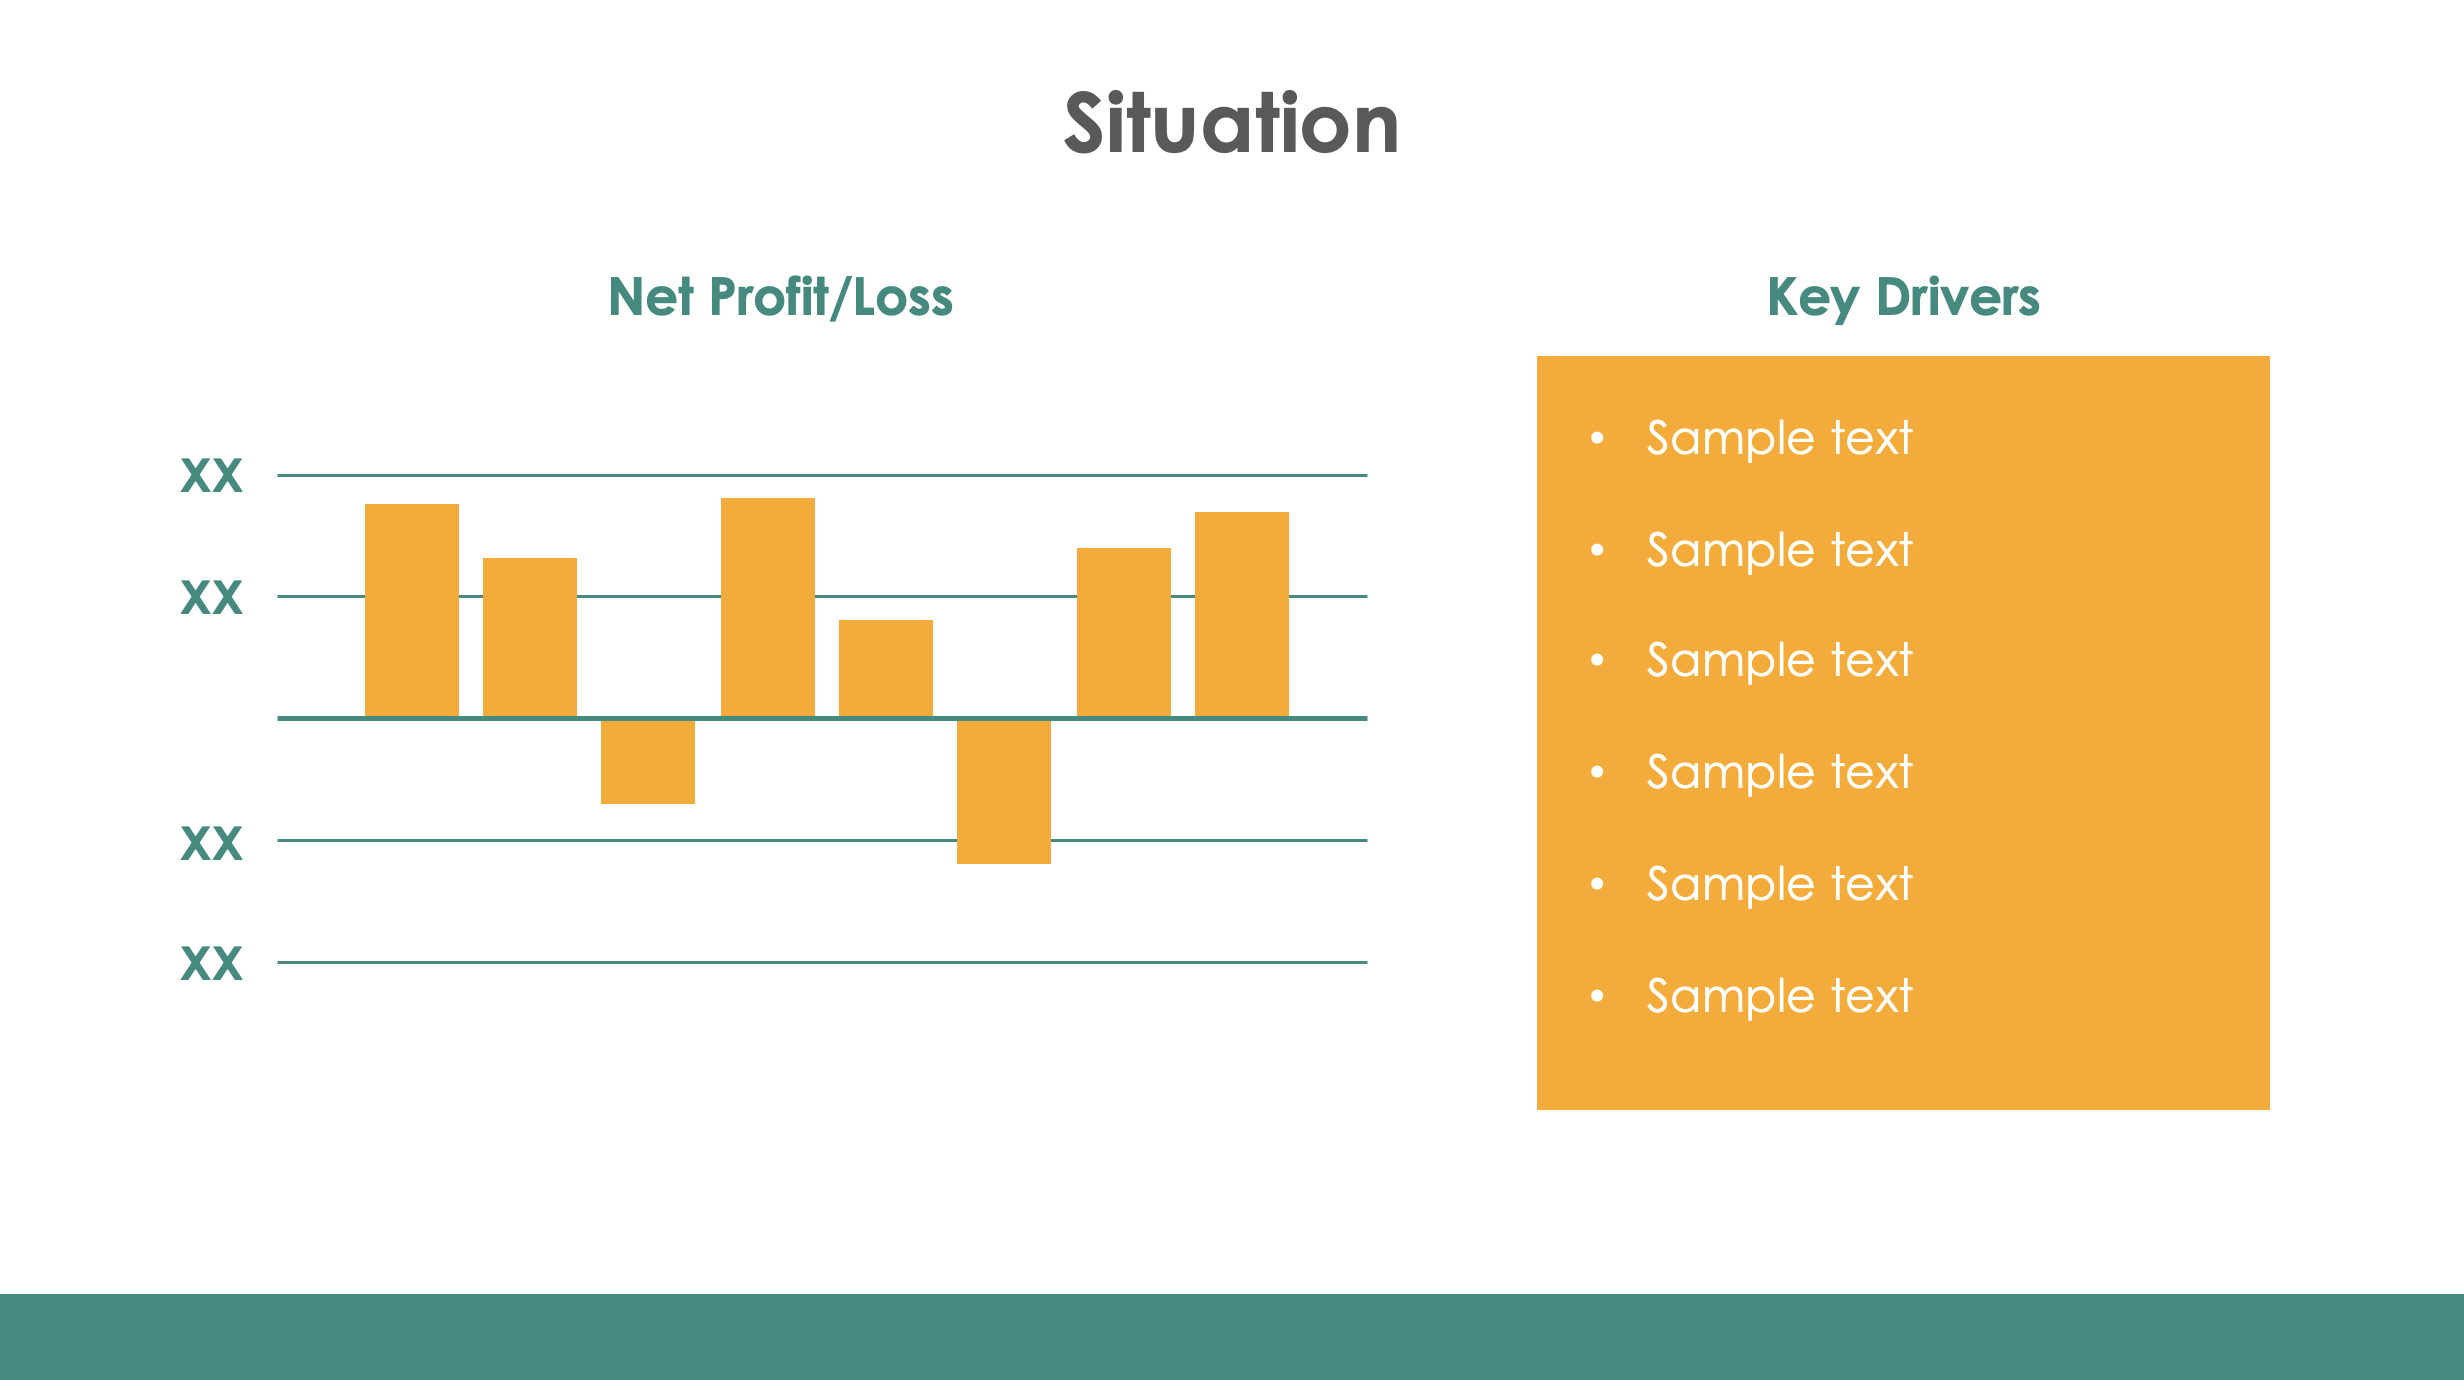 Situation
Net Profit/Loss
XX
XX
XX
XX
Key Drivers
• Sample text
• Sample text
• Sample text
• Sample text
• Sample text
• Sample text